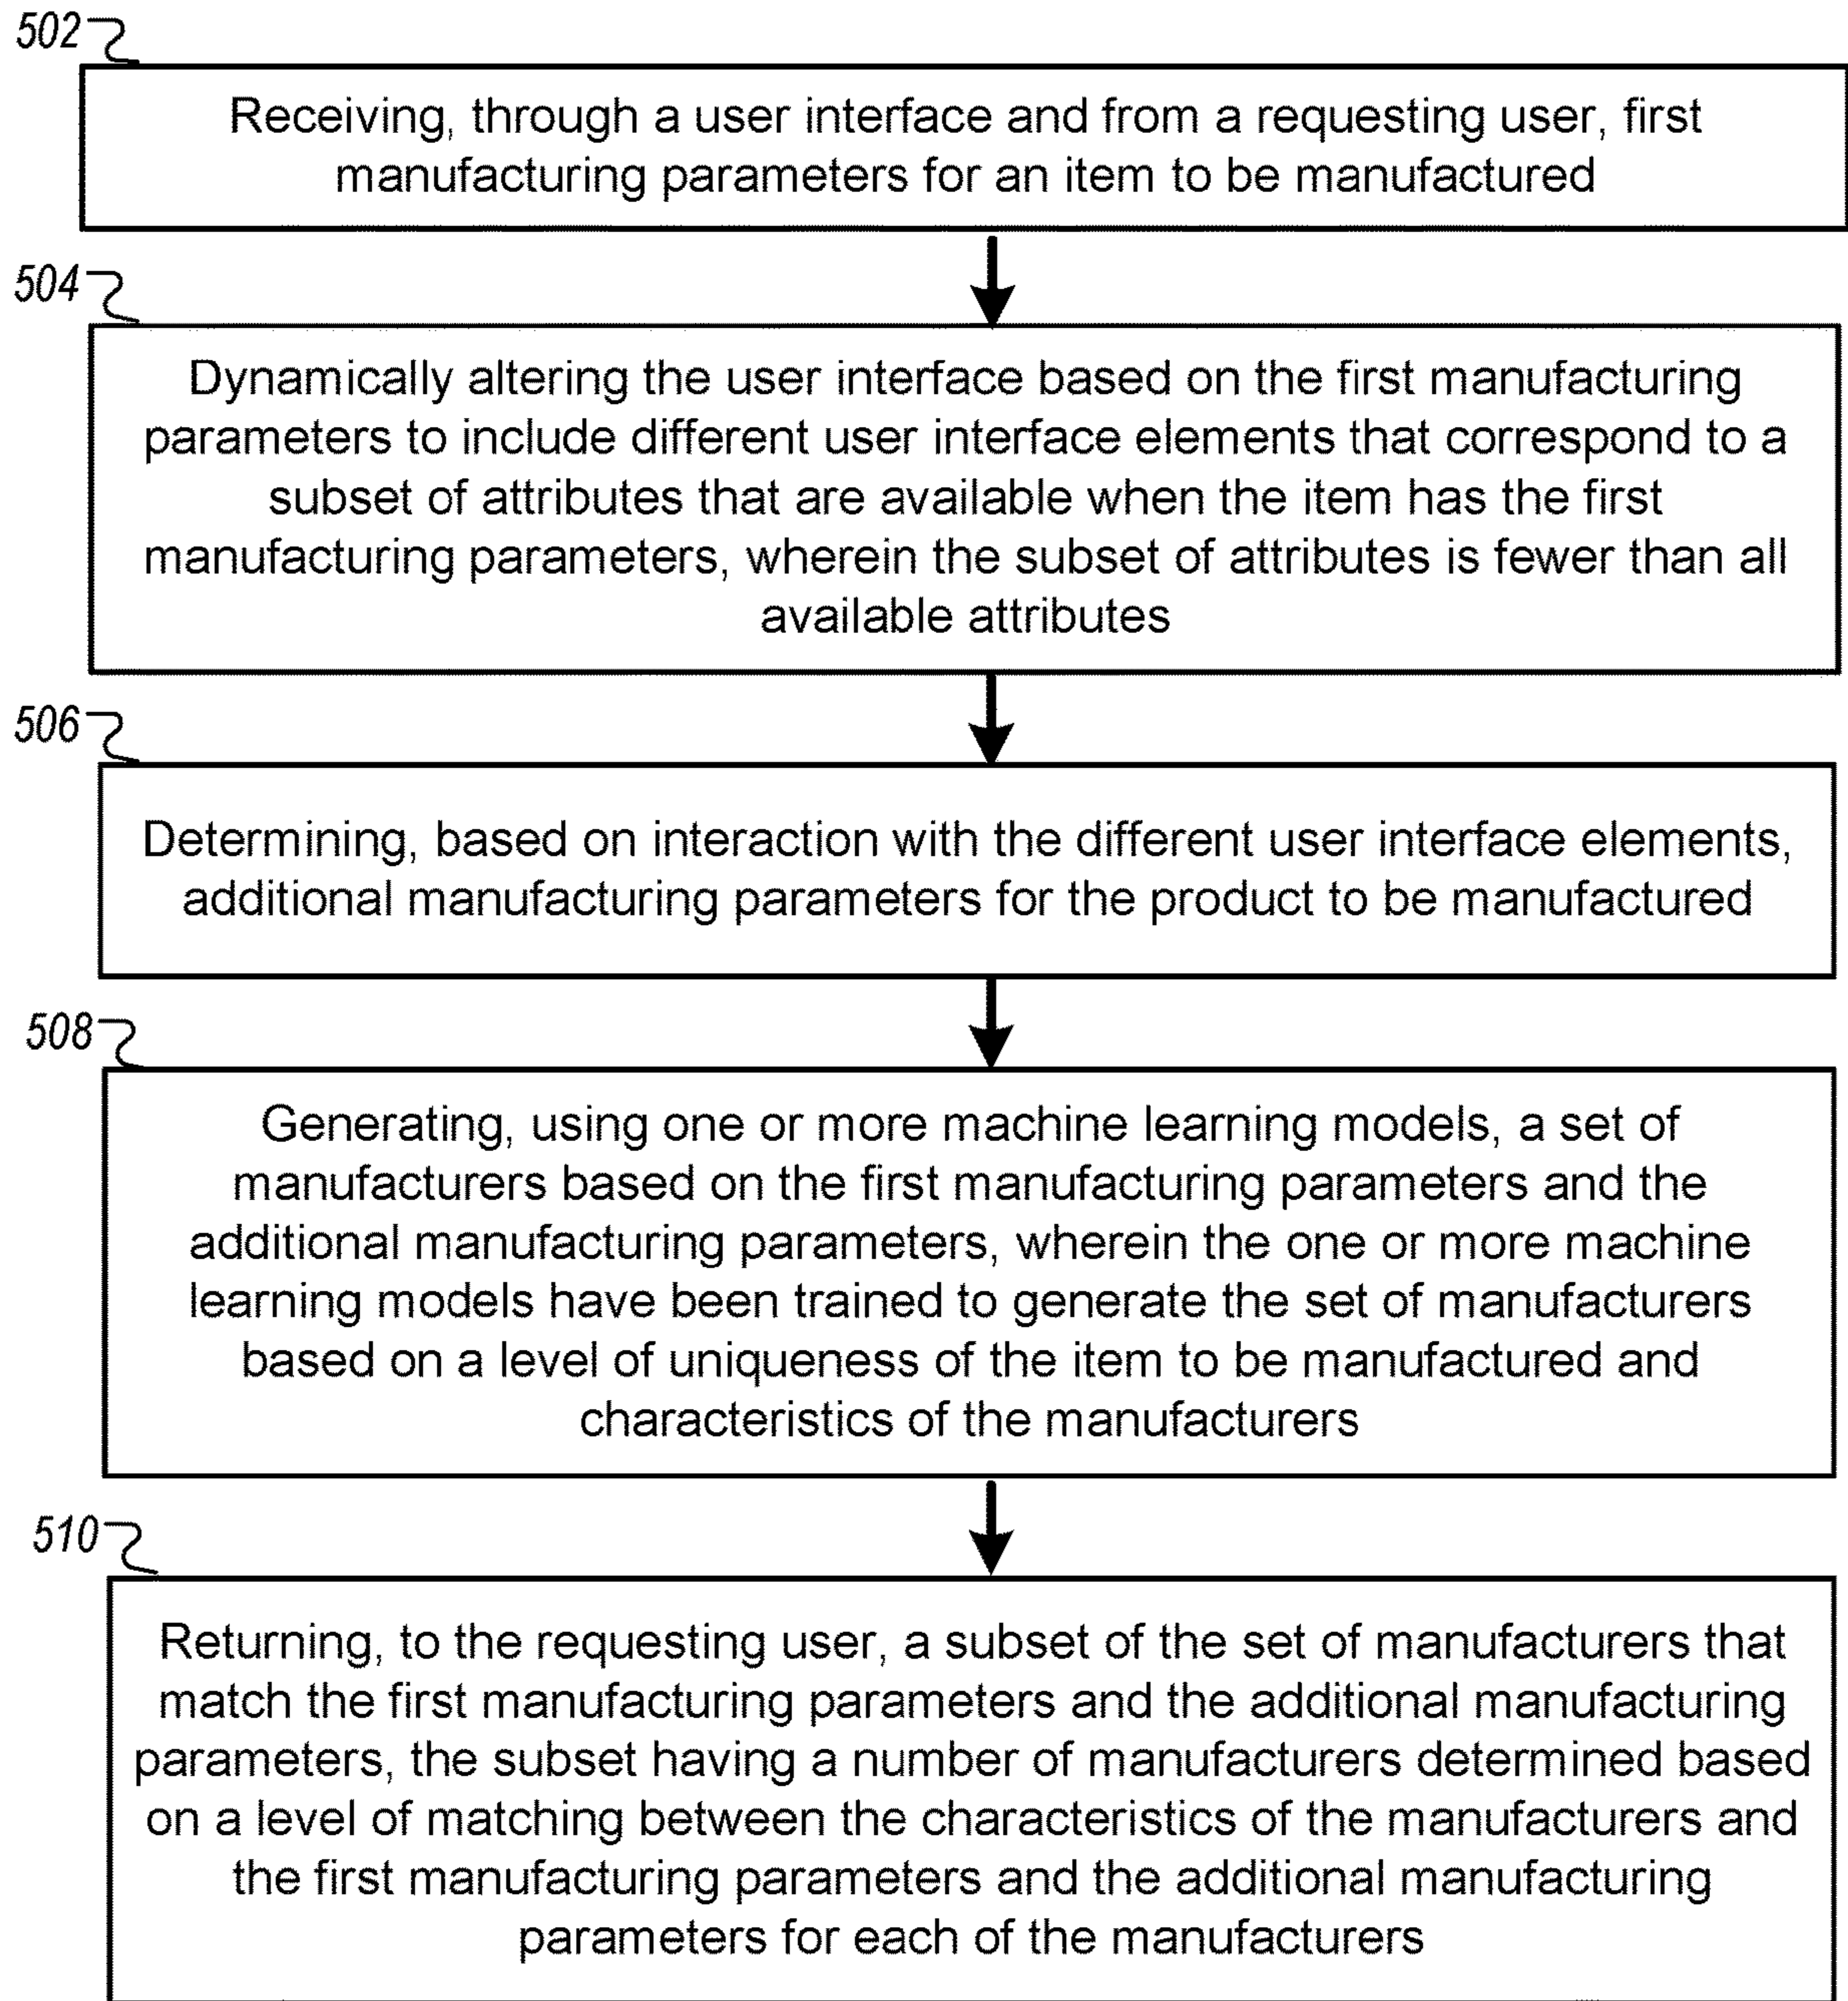 502
Receiving, through a user interface and from a requesting user, first
manufacturing parameters for an item to be manufactured
504
Dynamically altering the user interface based on the first manufacturing
parameters to include different user interface elements that correspond to a
subset of attributes that are available when the item has the first
manufacturing parameters, wherein the subset of attributes is fewer than all
available attributes
506
Determining, based on interaction with the different user interface elements,
additional manufacturing parameters for the product to be manufactured
508
Generating, using one or more machine learning models, a set of
manufacturers based on the first manufacturing parameters and the
additional manufacturing parameters, wherein the one or more machine
learning models have been trained to generate the set of manufacturers
based on a level of uniqueness of the item to be manufactured and
characteristics of the manufacturers
510
Returning, to the requesting user, a subset of the set of manufacturers that
match the first manufacturing parameters and the additional manufacturing
parameters, the subset having a number of manufacturers determined based
on a level of matching between the characteristics of the manufacturers and
the first manufacturing parameters and the additional manufacturing
parameters for each of the manufacturers